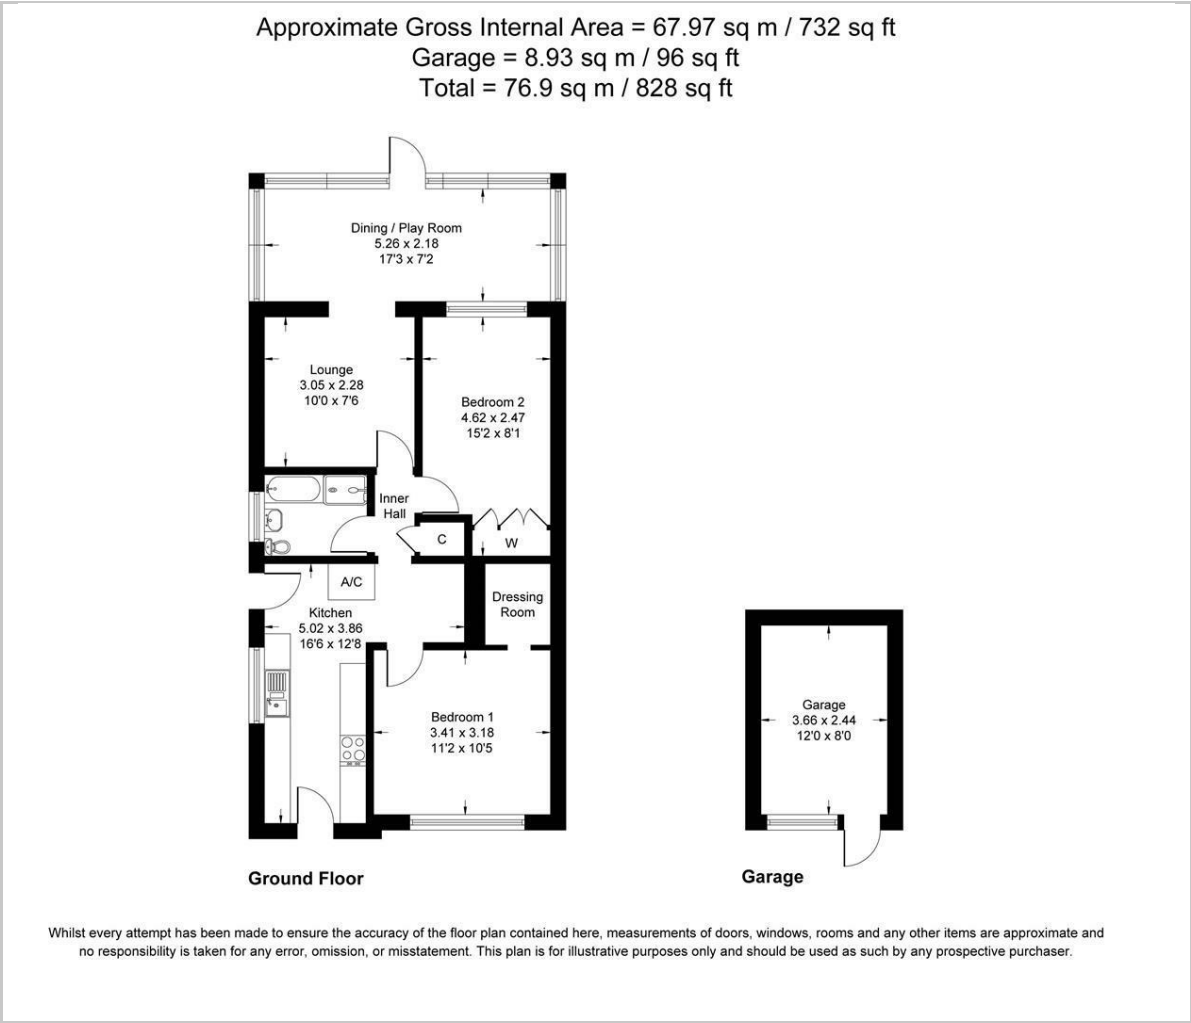 Approximate Gross Internal Area = 67.97 sq m / 732 sq ft
Garage = 8.93 sq m / 96 sq ft
Total = 76.9 sq m / 828 sq ft
Dining / Play Room
5.26 x 2.18
17'3 x 7'2
Lounge
3.05 x 2.28
10'0 x 7'6
Bedroom 2
4.62 x 2.47
15'2 x 8'1
Inner
Hall
C
W
A/C
Kitchen
5.02 x 3.86
16'6 x 12'8
Dressing
Room
Bedroom 1
3.41 x 3.18
11'2 x 10'5
Garage
3.66 x 2.44
12'0 x 8'0
Ground Floor
Garage
Whilst every attempt has been made to ensure the accuracy of the floor plan contained here, measurements of doors, windows, rooms and any other items are approximate and
no responsibility is taken for any error, omission, or misstatement. This plan is for illustrative purposes only and should be used as such by any prospective purchaser.